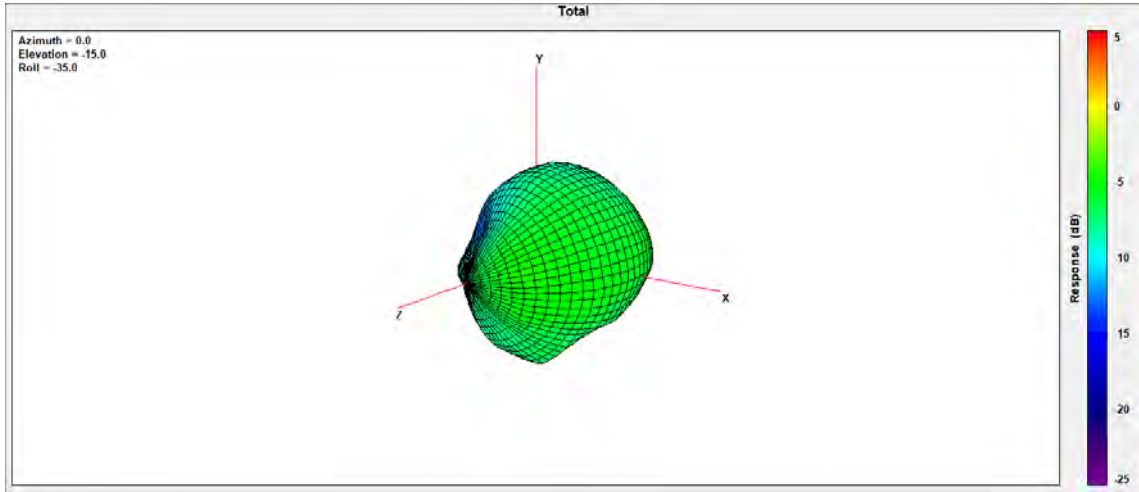 Total
Azimuth = 0.0
Elevation = -15.0
Roll = -35.0
Y
X
Z
5
0
5
10
15
-20
-25
Response (dB)